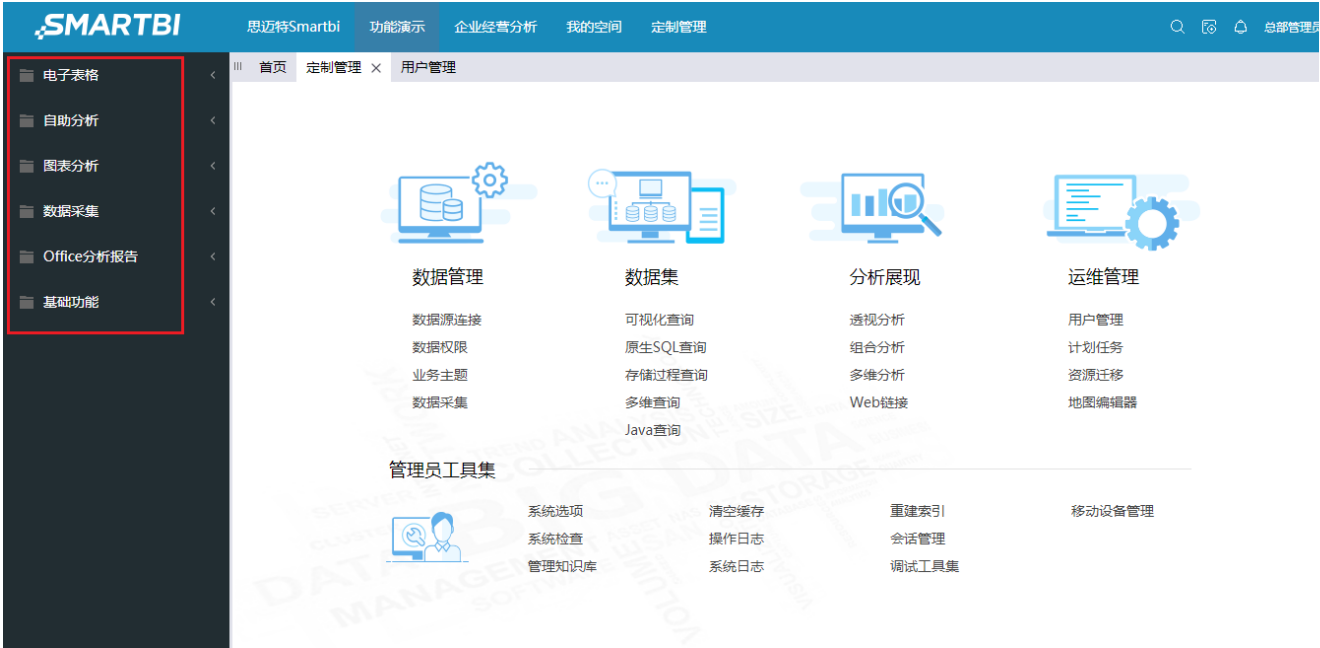 SMARTBI 思迈特Smartbi 功能演示 企业经营分析 我的空间 定制管理 总部管理员
首页 定制管理 × 用户管理
电子表格
自助分析
图表分析
数据采集
Office分析报告
基础功能
数据管理 数据集 分析展现 运维管理
数据源连接 可视化查询 透视分析 用户管理
数据权限 原生SQL查询 组合分析 计划任务
业务主题 存储过程查询 多维分析 资源迁移
数据采集 多维查询 Web链接 地图编辑器
Java查询
管理员工具集
系统选项 清空缓存 重建索引 移动设备管理
系统检查 操作日志 会话管理
管理知识库 系统日志 调试工具集
BIG DATA
DATA
MANAGEMENT
COLLECTION
ANALYSIS
SIZE
STORAGE
SERVER
VOLUME